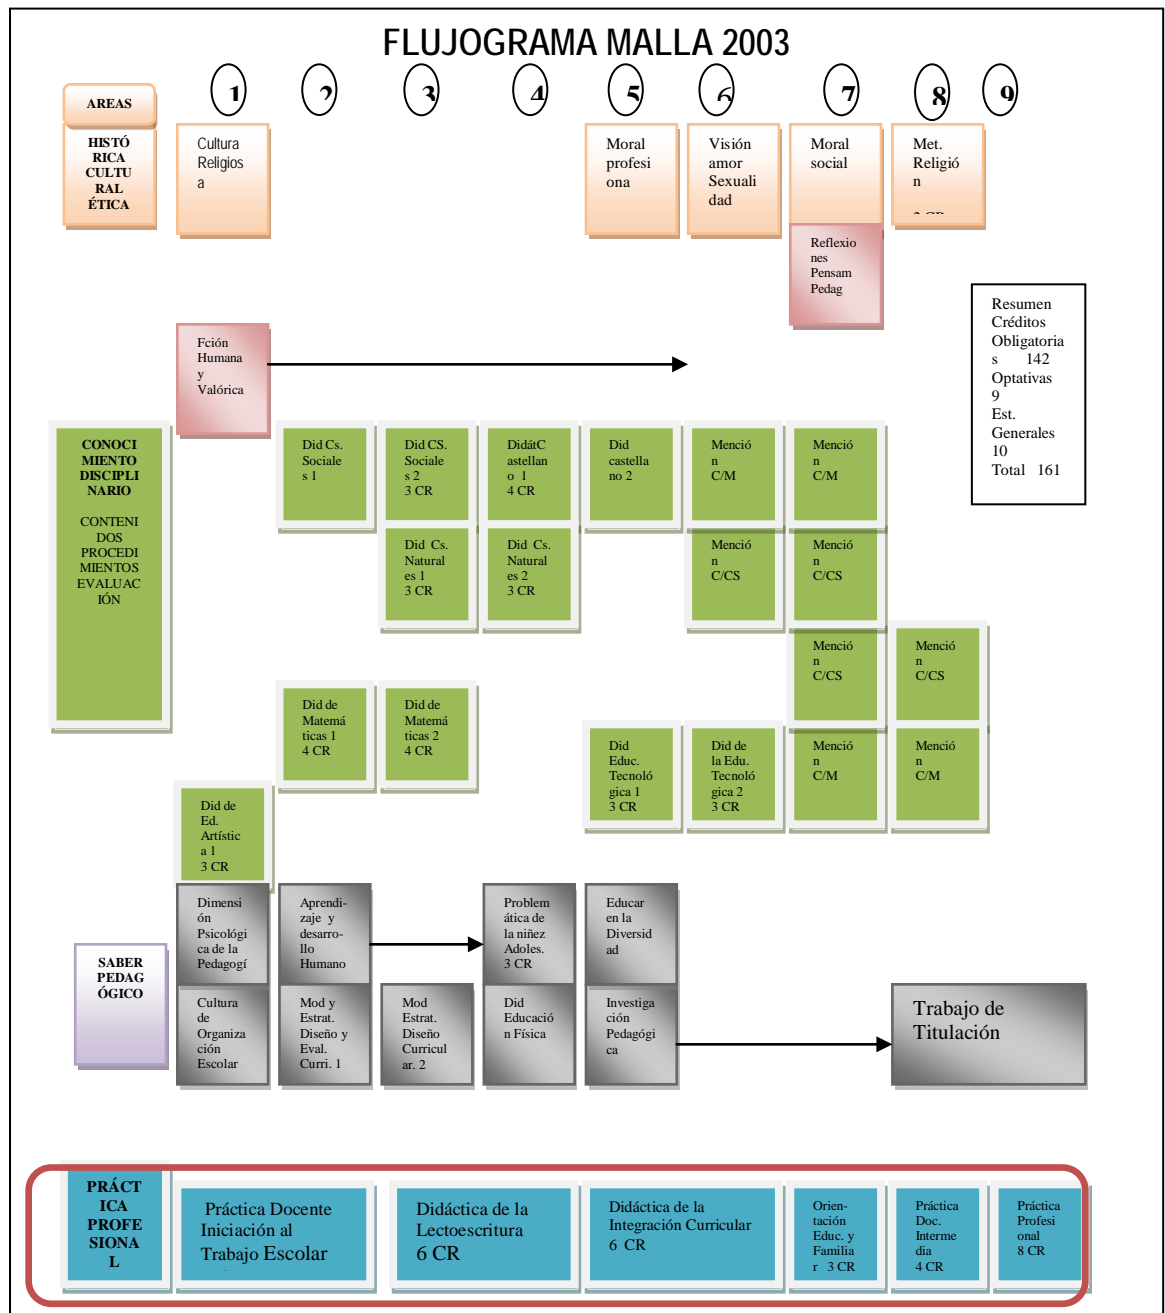 FLUJOGRAMA MALLA 2003
AREAS
1
2
3
4
5
6
7
8
9
HISTÓ
RICA
CULTU
RAL
ÉTICA
Cultura
Religios
a
Moral
profesiona
Visión
amor
Sexuali
dad
Moral
social
Met.
Religió
n
Reflexio
nes
Pensam
Pedag
Resumen
Créditos
Obligatoria
s 142
Optativas
9
Est.
Generales
10
Total 161
Fción
Humana
y
Valórica
CONOCI
MIENTO
DISCIPLI
NARIO
CONTENI
DOS
PROCEDI
MIENTOS
EVALUAC
IÓN
Did Cs.
Sociale
s 1
Did CS.
Sociale
s 2
3 CR
DidátC
astellan
o 1
4 CR
Did
castella
no 2
Menció
n
C/M
Menció
n
C/M
Did Cs.
Natural
es 1
3 CR
Did Cs.
Natural
es 2
3 CR
Menció
n
C/CS
Menció
n
C/CS
Menció
n
C/CS
Menció
n
C/CS
Did de
Matemá
ticas 1
4 CR
Did de
Matemá
ticas 2
4 CR
Did
Educ.
Tecnoló
gica 1
3 CR
Did de
la Edu.
Tecnoló
gica 2
3 CR
Menció
n
C/M
Menció
n
C/M
Did de
Ed.
Artístic
a 1
3 CR
SABER
PEDAG
ÓGICO
Dimensi
ón
Psicológi
ca de la
Pedagogí
Aprendi-
zaje y
desarro-
llo
Humano
Problem
ática de
la niñez
Adoles.
3 CR
Educar
en la
Diversid
ad
Cultura
de
Organiza
ción
Escolar
Mod y
Estrat.
Diseño y
Eval.
Curri. 1
Mod
Estrat.
Diseño
Curricul
ar. 2
Did
Educació
n Física
Investiga
ción
Pedagógi
ca
Trabajo de
Titulación
PRÁCT
ICA
PROFE
SIONA
L
Práctica Docente
Iniciación al
Trabajo Escolar
Didáctica de la
Lectoescritura
6 CR
Didáctica de la
Integración Curricular
6 CR
Orien-
tación
Educ. y
Familia
r 3 CR
Práctica
Doc.
Interme
dia
4 CR
Práctica
Profesi
onal
8 CR